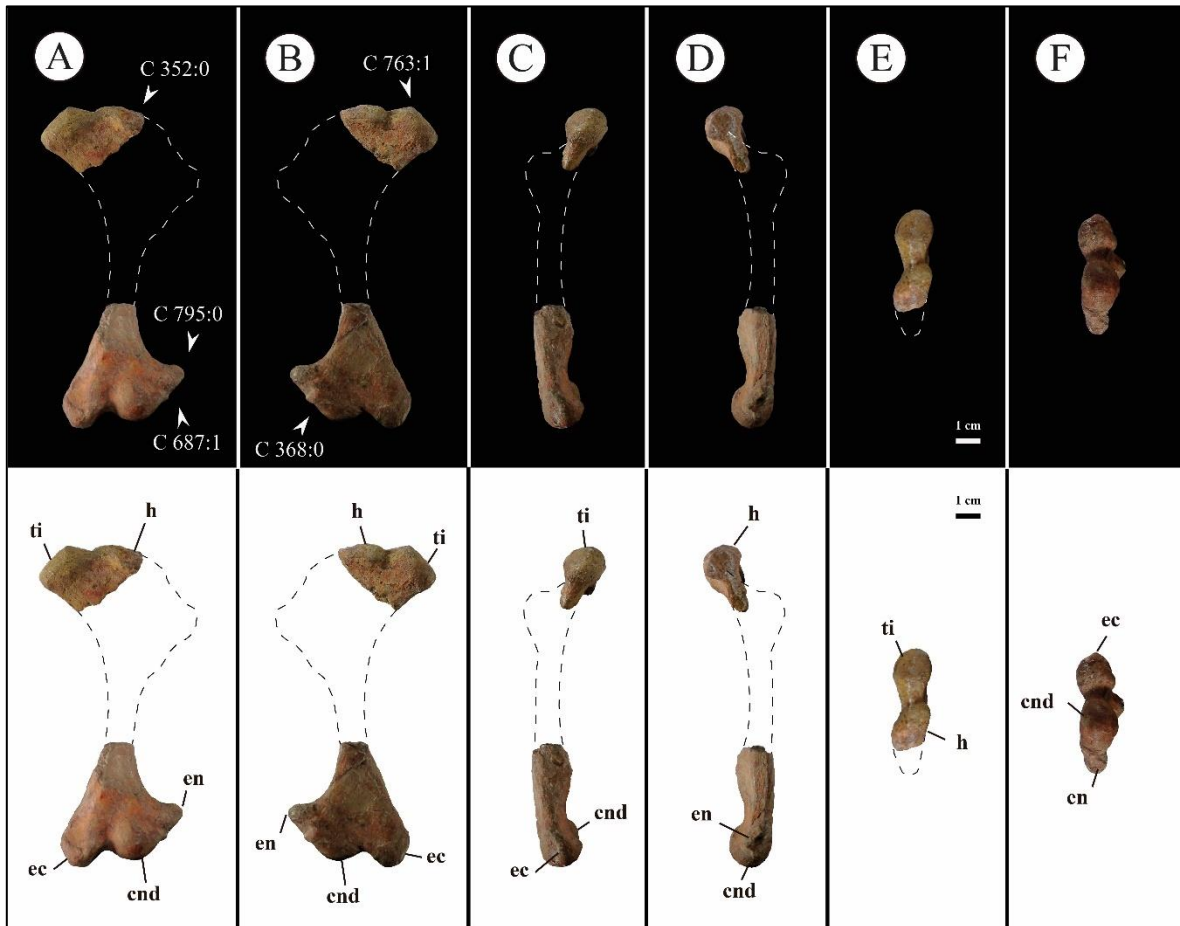 A
B
C
D
E
F
C 352:0
C 763:1
C 795:0
C 687:1
C 368:0
1 cm
1 cm
h
ti
en
ec
cnd
h
ti
en
ec
cnd
ti
cnd
ec
h
en
cnd
ti
h
ec
cnd
cn